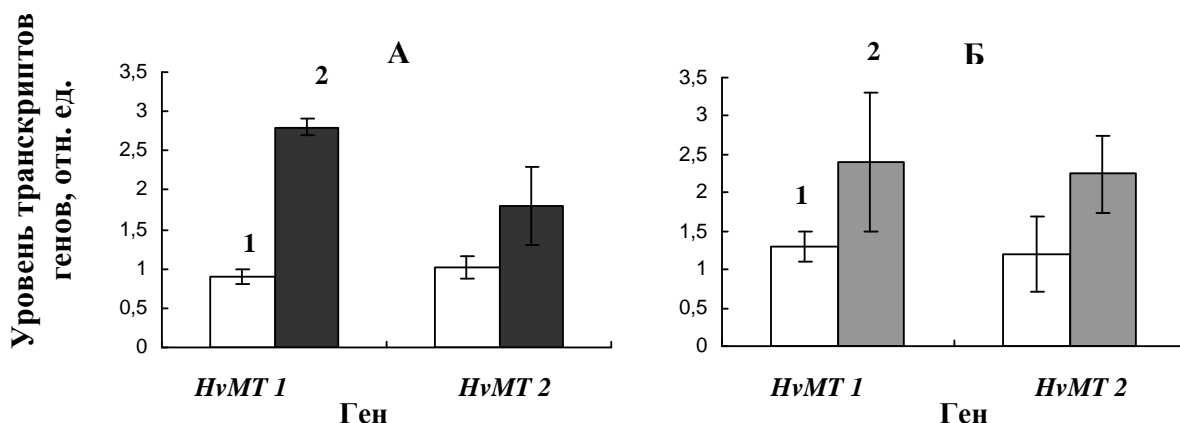 Уровень транскриптов
генов, отн. ед.
А
3,5
3
2,5
2
1,5
1
0,5
0
1
2
HvMT 1
HvMT 2
Ген
Б
3,5
3
2,5
2
1,5
1
0,5
0
1
2
HvMT 1
HvMT 2
Ген